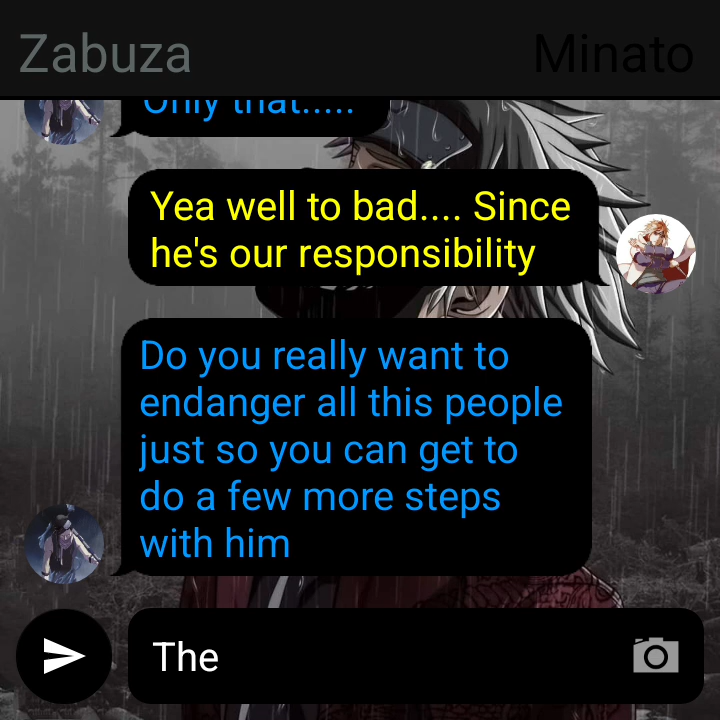 Zabuza
Minato
Only that.....
Yea well to bad.... Since
he's our responsibility
Do you really want to
endanger all this people
just so you can get to
do a few more steps
with him
The